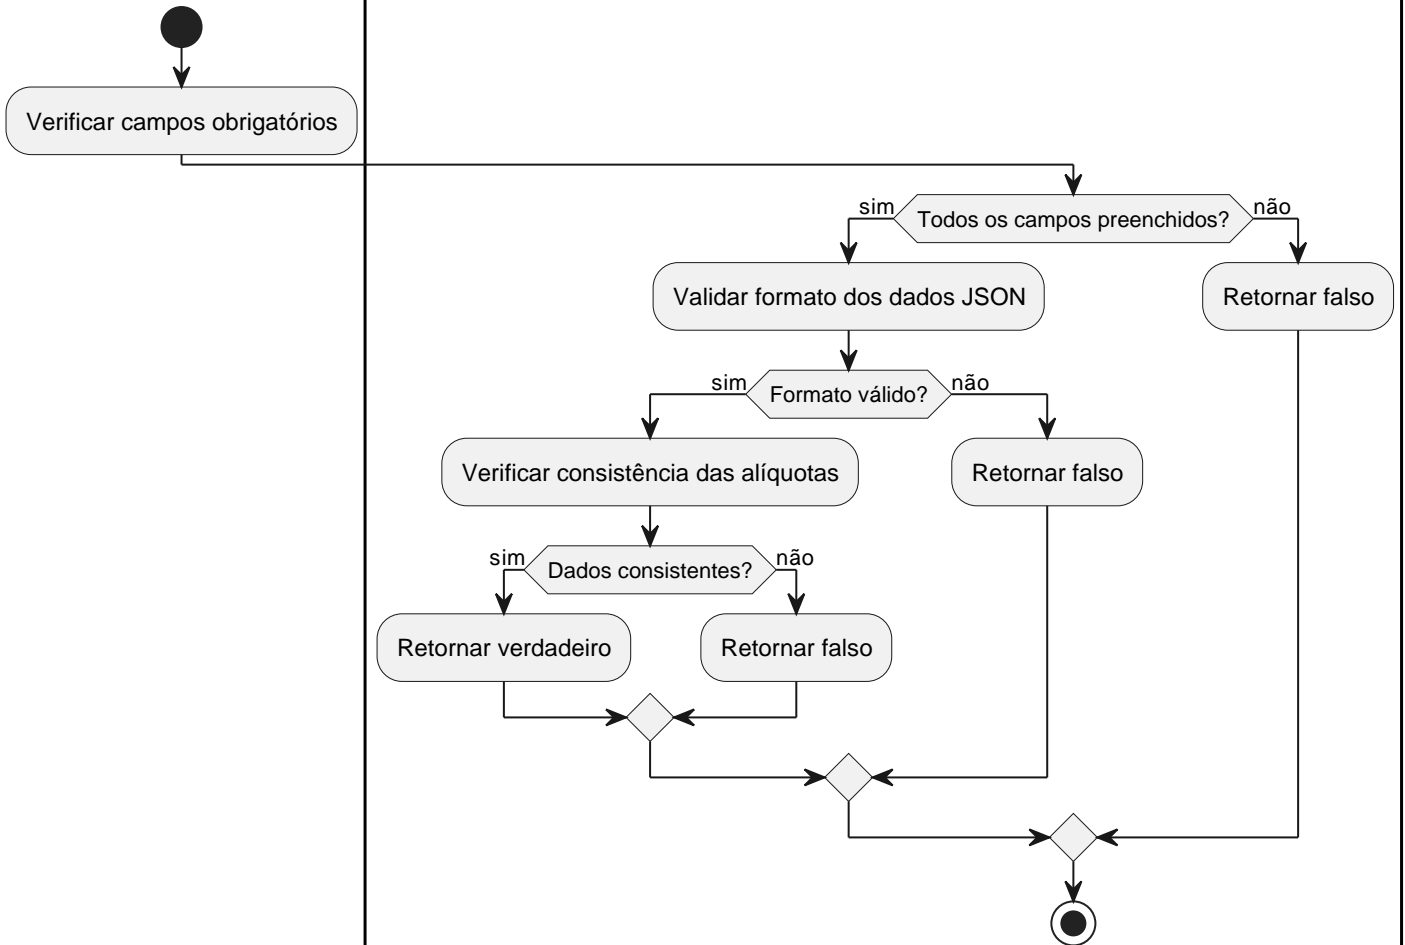 Verificar campos obrigatórios
sim
Todos os campos preenchidos?
não
Validar formato dos dados JSON
Retornar falso
sim
Formato válido?
não
Verificar consistência das alíquotas
Retornar falso
sim
Dados consistentes?
não
Retornar verdadeiro
Retornar falso